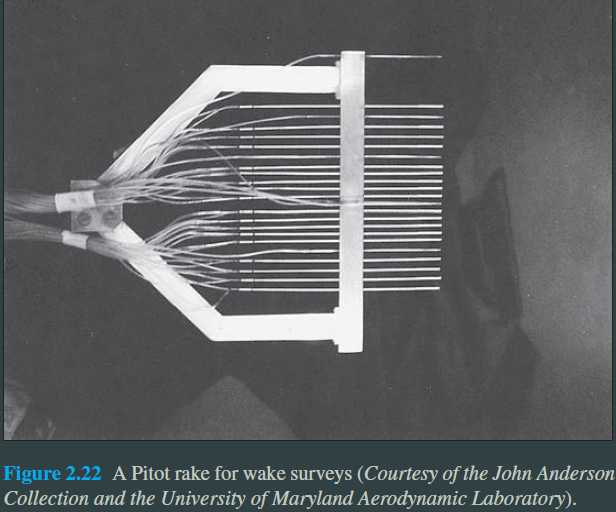 Figure 2.22 A Pitot rake for wake surveys (Courtesy of the John Anderson
Collection and the University of Maryland Aerodynamic Laboratory).